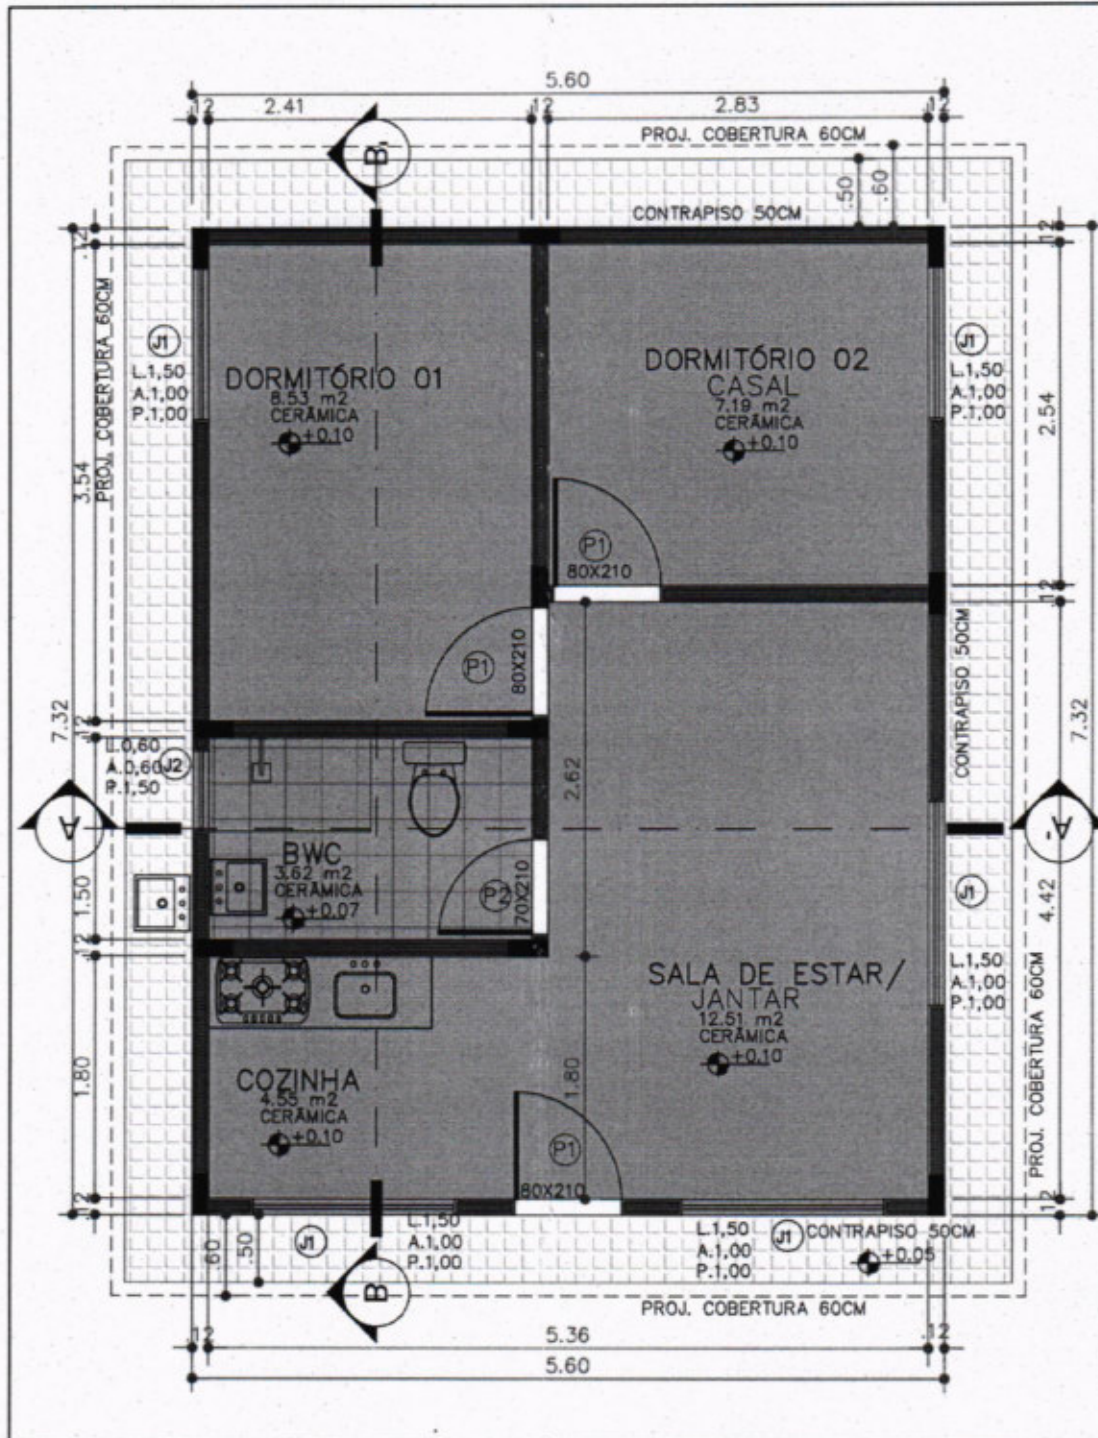 5.60
.12
2.41
.12
2.83
.12
PROJ. COBERTURA 60CM
B'
.50
.60
CONTRAPISO 50CM
.12
.12
PROJ. COBERTURA 60CM
J1
L.1,50
A.1,00
P.1,00
DORMITÓRIO 01
8.53 m2
CERÂMICA
+0.10
DORMITÓRIO 02
CASAL
7.19 m2
CERÂMICA
+0.10
J1
L.1,50
A.1,00
P.1,00
2.54
3.54
P1
80X210
.12
P1
80X210
CONTRAPISO 50CM
7.32
.12
7.32
L.0,60
A.0,60
P.1,50
J2
2.62
A
A'
BWC
3.62 m2
CERÂMICA
+0.07
P2
70X210
1.50
J1
4.42
.12
L.1,50
A.1,00
P.1,00
SALA DE ESTAR/
JANTAR
12.51 m2
CERÂMICA
+0.10
PROJ. COBERTURA 60CM
1.80
COZINHA
4.55 m2
CERÂMICA
+0.10
1.80
P1
80X210
.12
.12
.60
.50
J1
L.1,50
A.1,00
P.1,00
L.1,50
A.1,00
P.1,00
J1
CONTRAPISO 50CM
+0.05
B
PROJ. COBERTURA 60CM
.12
5.36
.12
5.60